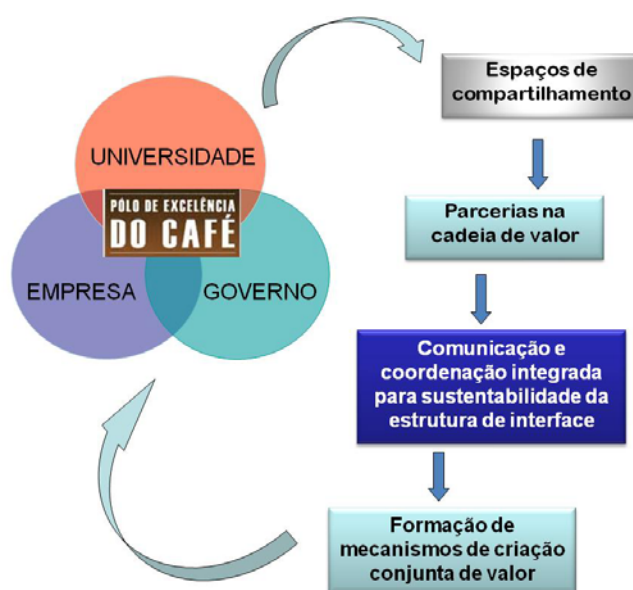 UNIVERSIDADE
PÓLO DE EXCELÊNCIA
DO CAFÉ
EMPRESA
GOVERNO
Espaços de
compartilhamento
Parcerias na
cadeia de valor
Comunicação e
coordenação integrada
para sustentabilidade da
estrutura de interface
Formação de
mecanismos de criação
conjunta de valor